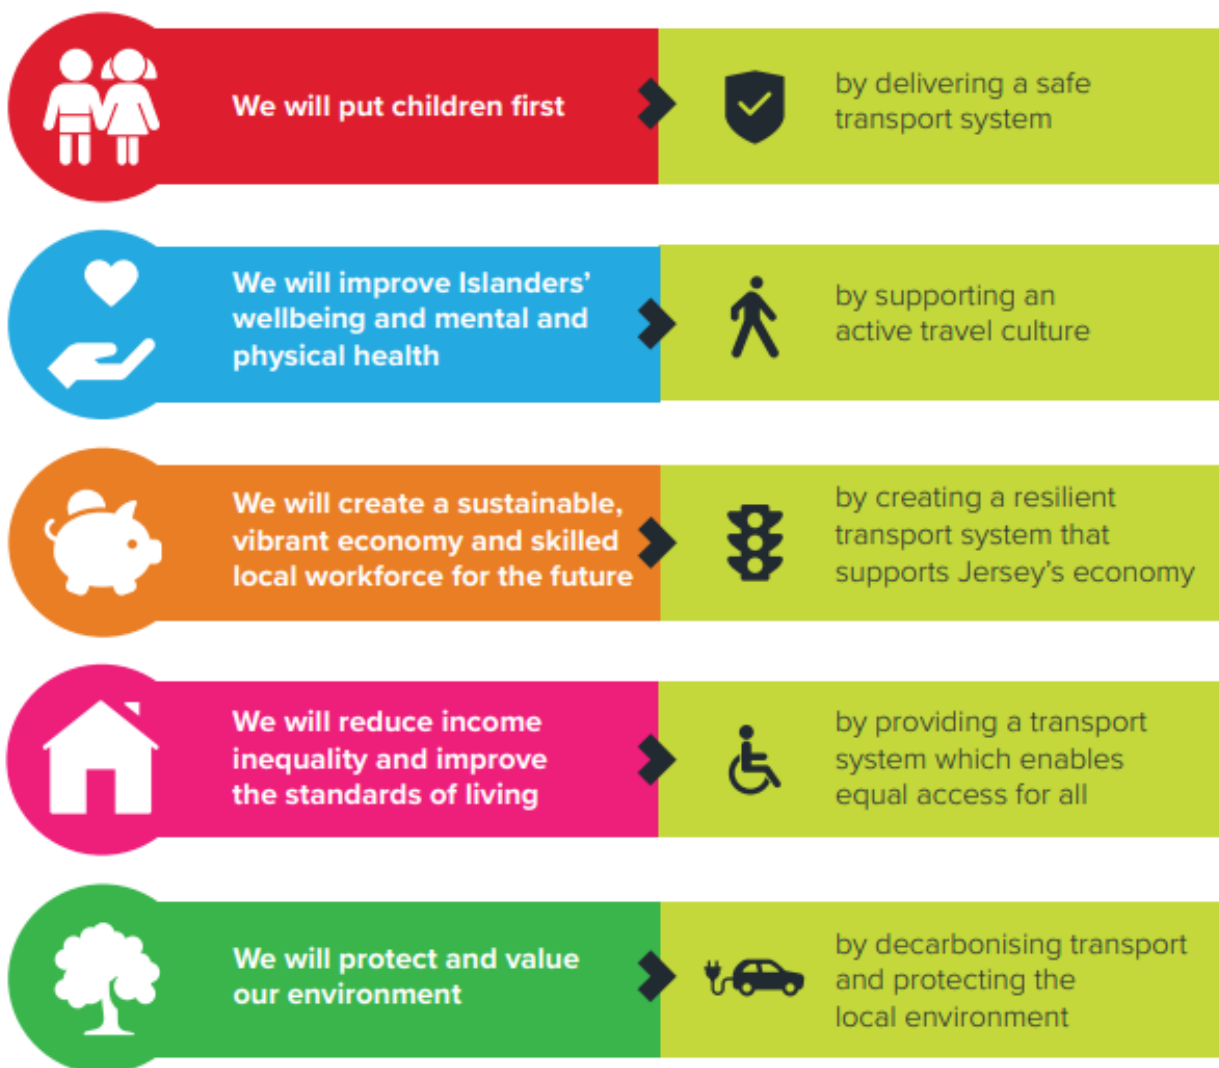 We will put children first
by delivering a safe
transport system
We will improve Islanders’
wellbeing and mental and
physical health
by supporting an
active travel culture
We will create a sustainable,
vibrant economy and skilled
local workforce for the future
by creating a resilient
transport system that
supports Jersey’s economy
We will reduce income
inequality and improve
the standards of living
by providing a transport
system which enables
equal access for all
We will protect and value
our environment
by decarbonising transport
and protecting the
local environment